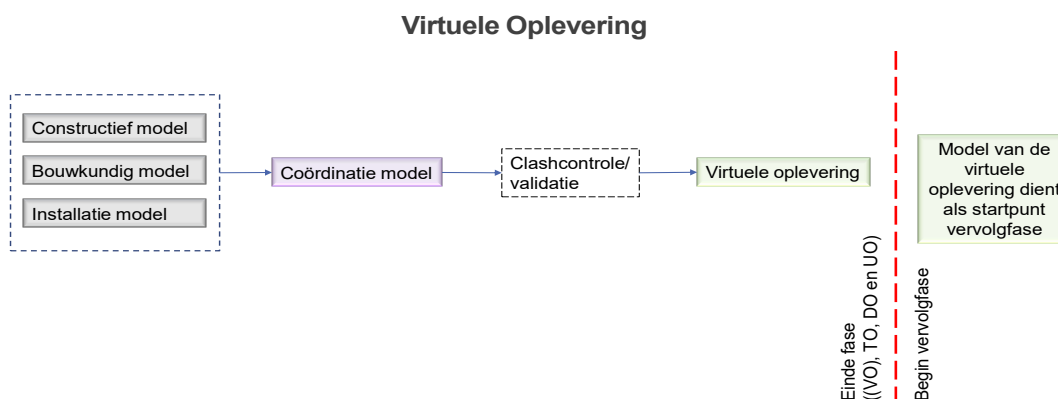 Virtuele Oplevering
Constructief model
Bouwkundig model
Installatie model
Coördinatie model
Clashcontrole/
validatie
Virtuele oplevering
Einde fase
((VO), TO, DO en UO)
Begin vervolgfase
Model van de
virtuele
oplevering dient
als startpunt
vervolgfase